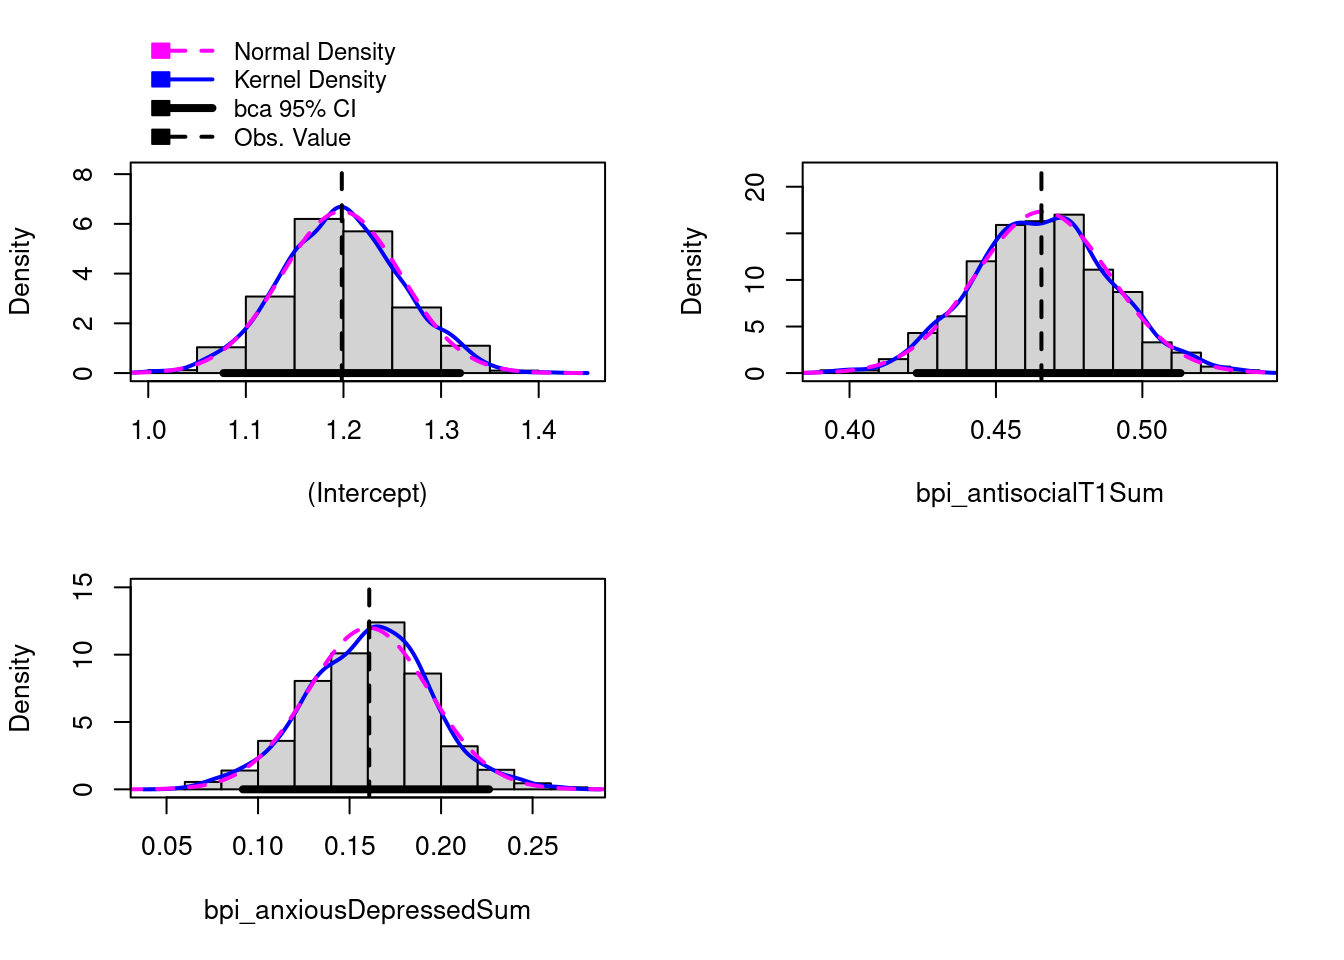 Normal Density
Kernel Density
bca 95% CI
Obs. Value
Density
8
6
4
2
0
1.0 1.1 1.2 1.3 1.4
(Intercept)
Density
20
10
5
0
0.40 0.45 0.50
bpi_antisocialT1Sum
Density
15
10
5
0
0.05 0.10 0.15 0.20 0.25
bpi_anxiousDepressedSum